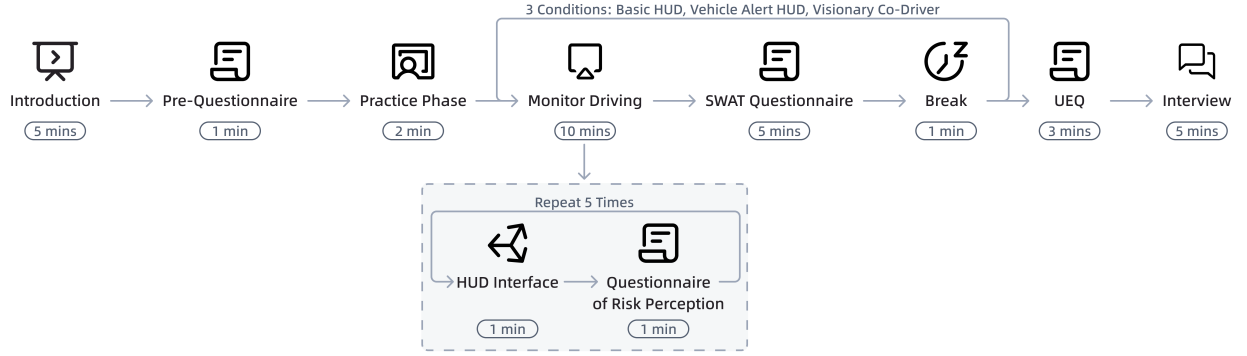 3 Conditions: Basic HUD, Vehicle Alert HUD, Visionary Co-Driver
Introduction
Pre-Questionnaire
Practice Phase
Monitor Driving
SWAT Questionnaire
Break
UEQ
Interview
5 mins
1 min
2 min
10 mins
5 mins
1 min
3 mins
5 mins
Repeat 5 Times
HUD Interface
Questionnaire
of Risk Perception
1 min
1 min